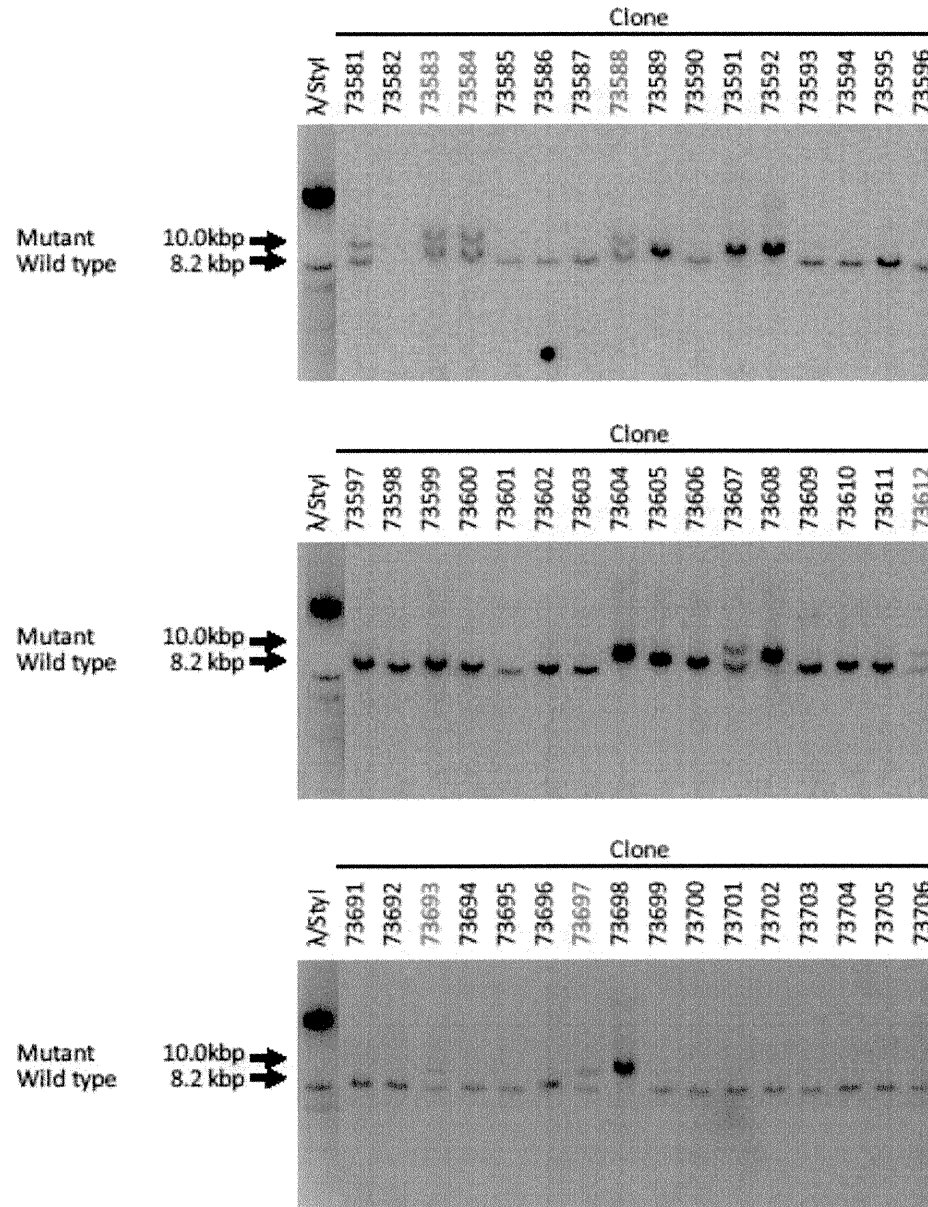 Clone
λ/StyI 73581 73582 73583 73584 73585 73586 73587 73588 73589 73590 73591 73592 73593 73594 73595 73596
Mutant 10.0kbp
Wild type 8.2 kbp
Clone
λ/StyI 73597 73598 73599 73600 73601 73602 73603 73604 73605 73606 73607 73608 73609 73610 73611 73612
Mutant 10.0kbp
Wild type 8.2 kbp
Clone
λ/StyI 73691 73692 73693 73694 73695 73696 73697 73698 73699 73700 73701 73702 73703 73704 73705 73706
Mutant 10.0kbp
Wild type 8.2 kbp